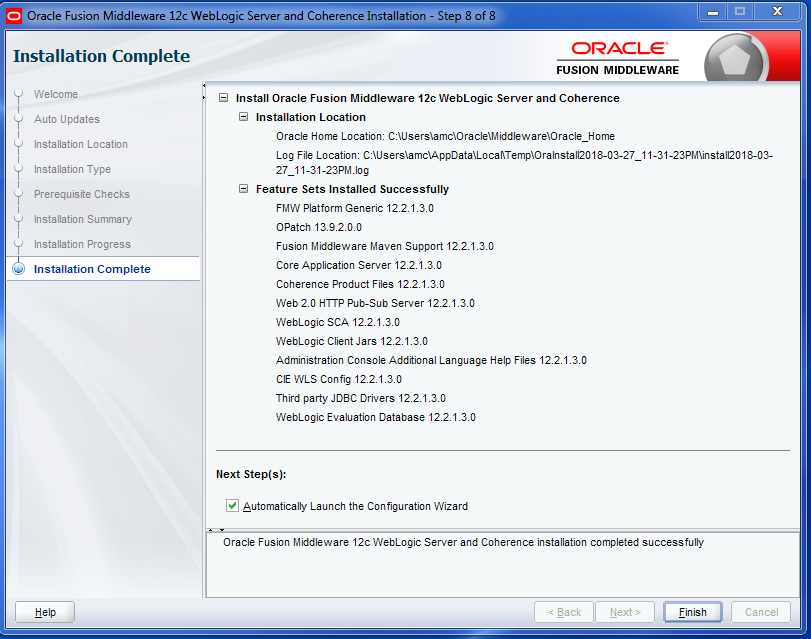 Oracle Fusion Middleware 12c WebLogic Server and Coherence Installation - Step 8 of 8
Installation Complete
ORACLE
FUSION MIDDLEWARE
Welcome
Auto Updates
Installation Location
Installation Type
Prerequisite Checks
Installation Summary
Installation Progress
Installation Complete
Install Oracle Fusion Middleware 12c WebLogic Server and Coherence
Installation Location
Oracle Home Location: C:\Users\amc\Oracle\Middleware\Oracle_Home
Log File Location: C:\Users\amc\AppData\Local\Temp\OraInstall2018-03-27_11-31-23PM\install2018-03-
27_11-31-23PM.log
Feature Sets Installed Successfully
FMW Platform Generic 12.2.1.3.0
OPatch 13.9.2.0.0
Fusion Middleware Maven Support 12.2.1.3.0
Core Application Server 12.2.1.3.0
Coherence Product Files 12.2.1.3.0
Web 2.0 HTTP Pub-Sub Server 12.2.1.3.0
WebLogic SCA 12.2.1.3.0
WebLogic Client Jars 12.2.1.3.0
Administration Console Additional Language Help Files 12.2.1.3.0
CIE WLS Config 12.2.1.3.0
Third party JDBC Drivers 12.2.1.3.0
WebLogic Evaluation Database 12.2.1.3.0
Next Step(s):
Automatically Launch the Configuration Wizard
Oracle Fusion Middleware 12c WebLogic Server and Coherence installation completed successfully
Help
< Back
Next >
Finish
Cancel